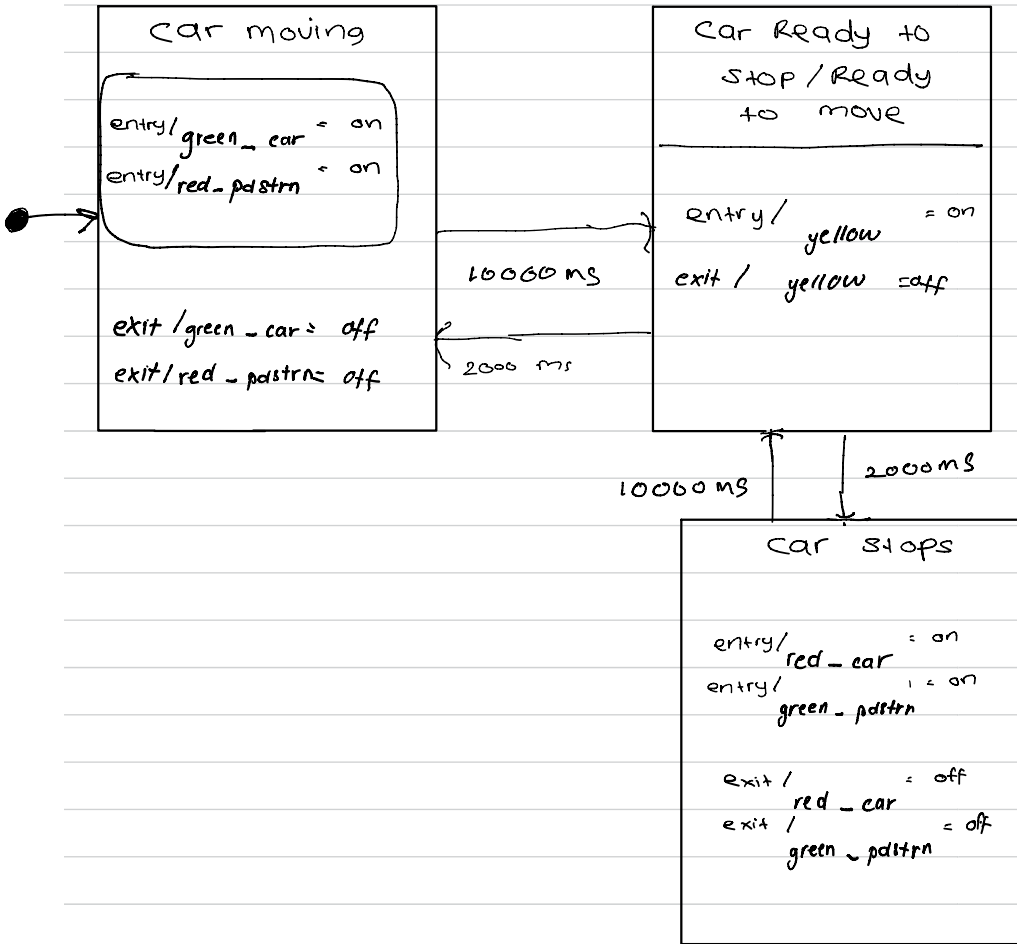 car moving
entry/green_car = on
entry/red_pdstrn = on
exit/green_car = off
exit/red_pdstrn = off
10000 ms
2000 ms
Car Ready to
stop/Ready
to move
entry/yellow = on
exit/ yellow =off
10000 ms
2000 ms
Car stops
entry/red_car = on
entry/green_pdstrn = on
exit/red_car = off
exit/green_pdstrn = off